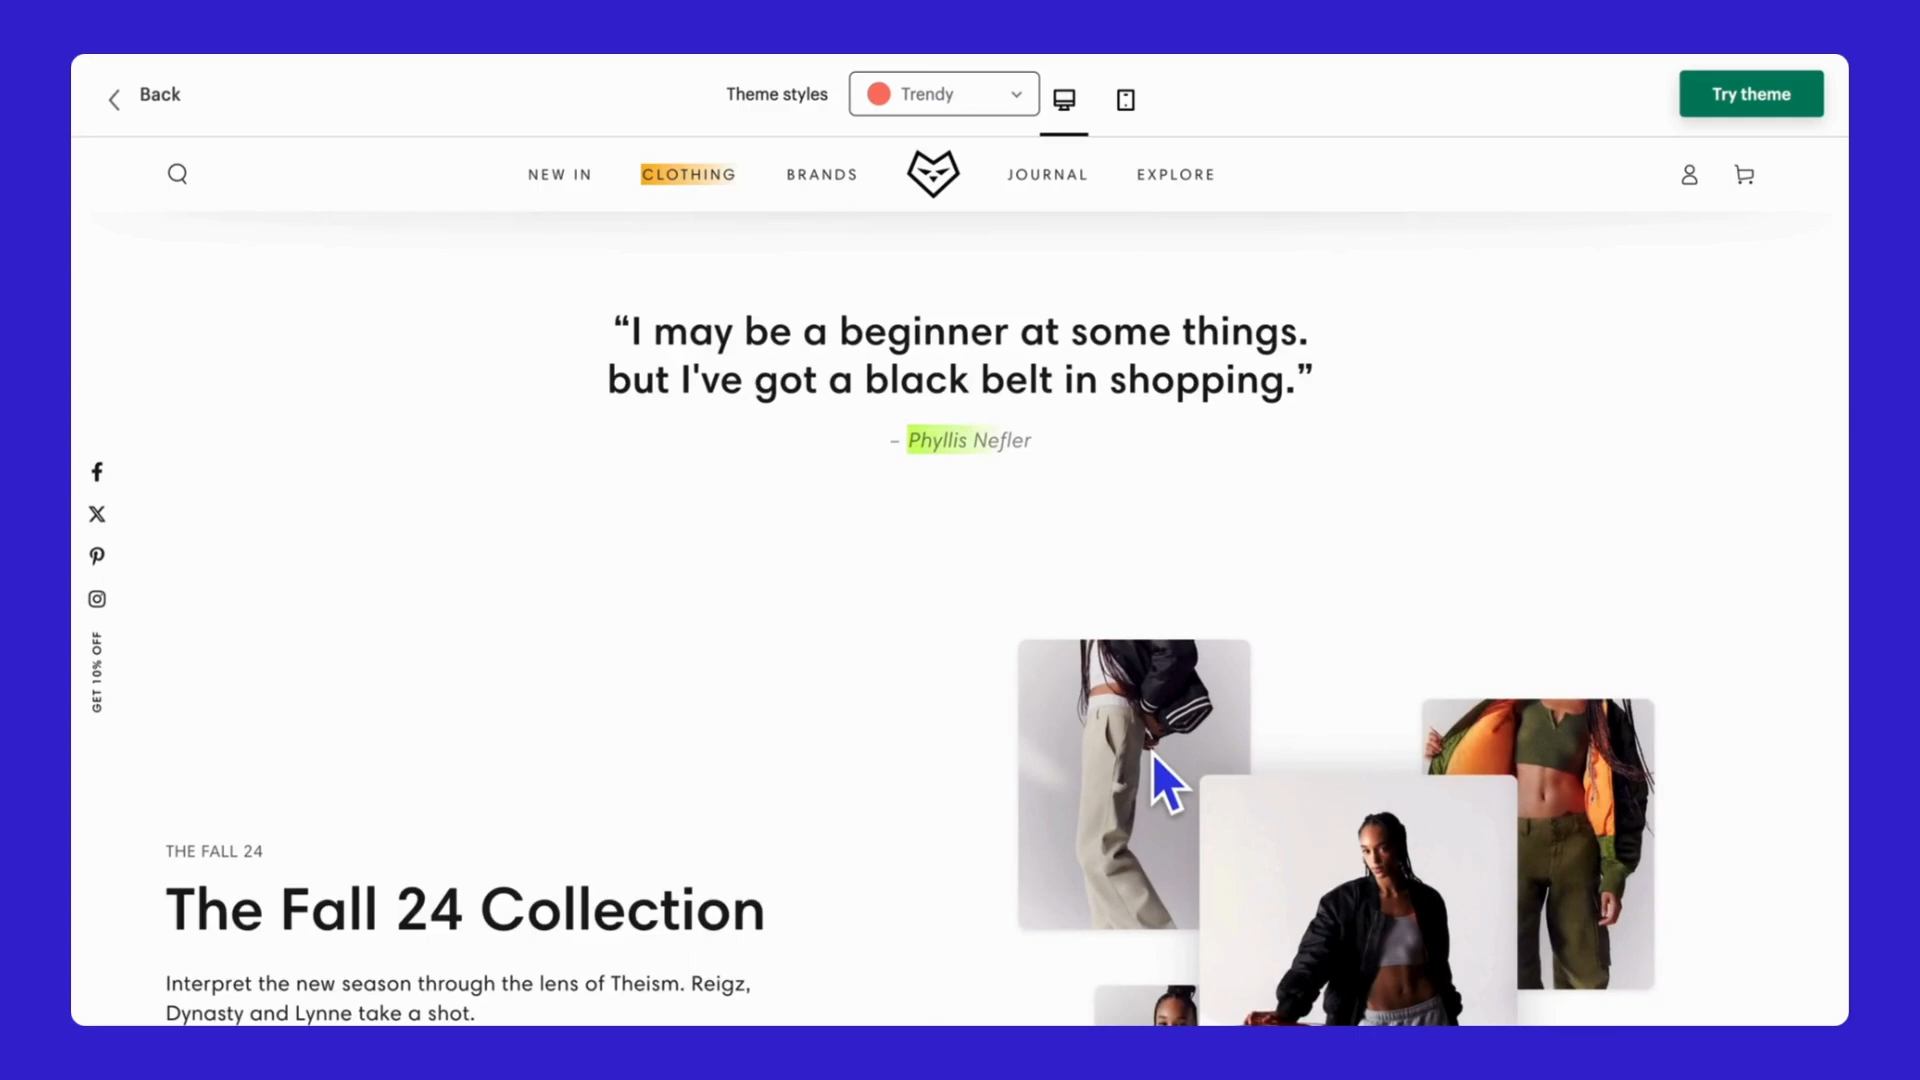 Back
Theme styles
Trendy
Try theme
NEW IN
CLOTHING
BRANDS
JOURNAL
EXPLORE
“I may be a beginner at some things.
but I've got a black belt in shopping.”
– Phyllis Nefler
GET 10% OFF
THE FALL 24
The Fall 24 Collection
Interpret the new season through the lens of Theism. Reigz,
Dynasty and Lynne take a shot.